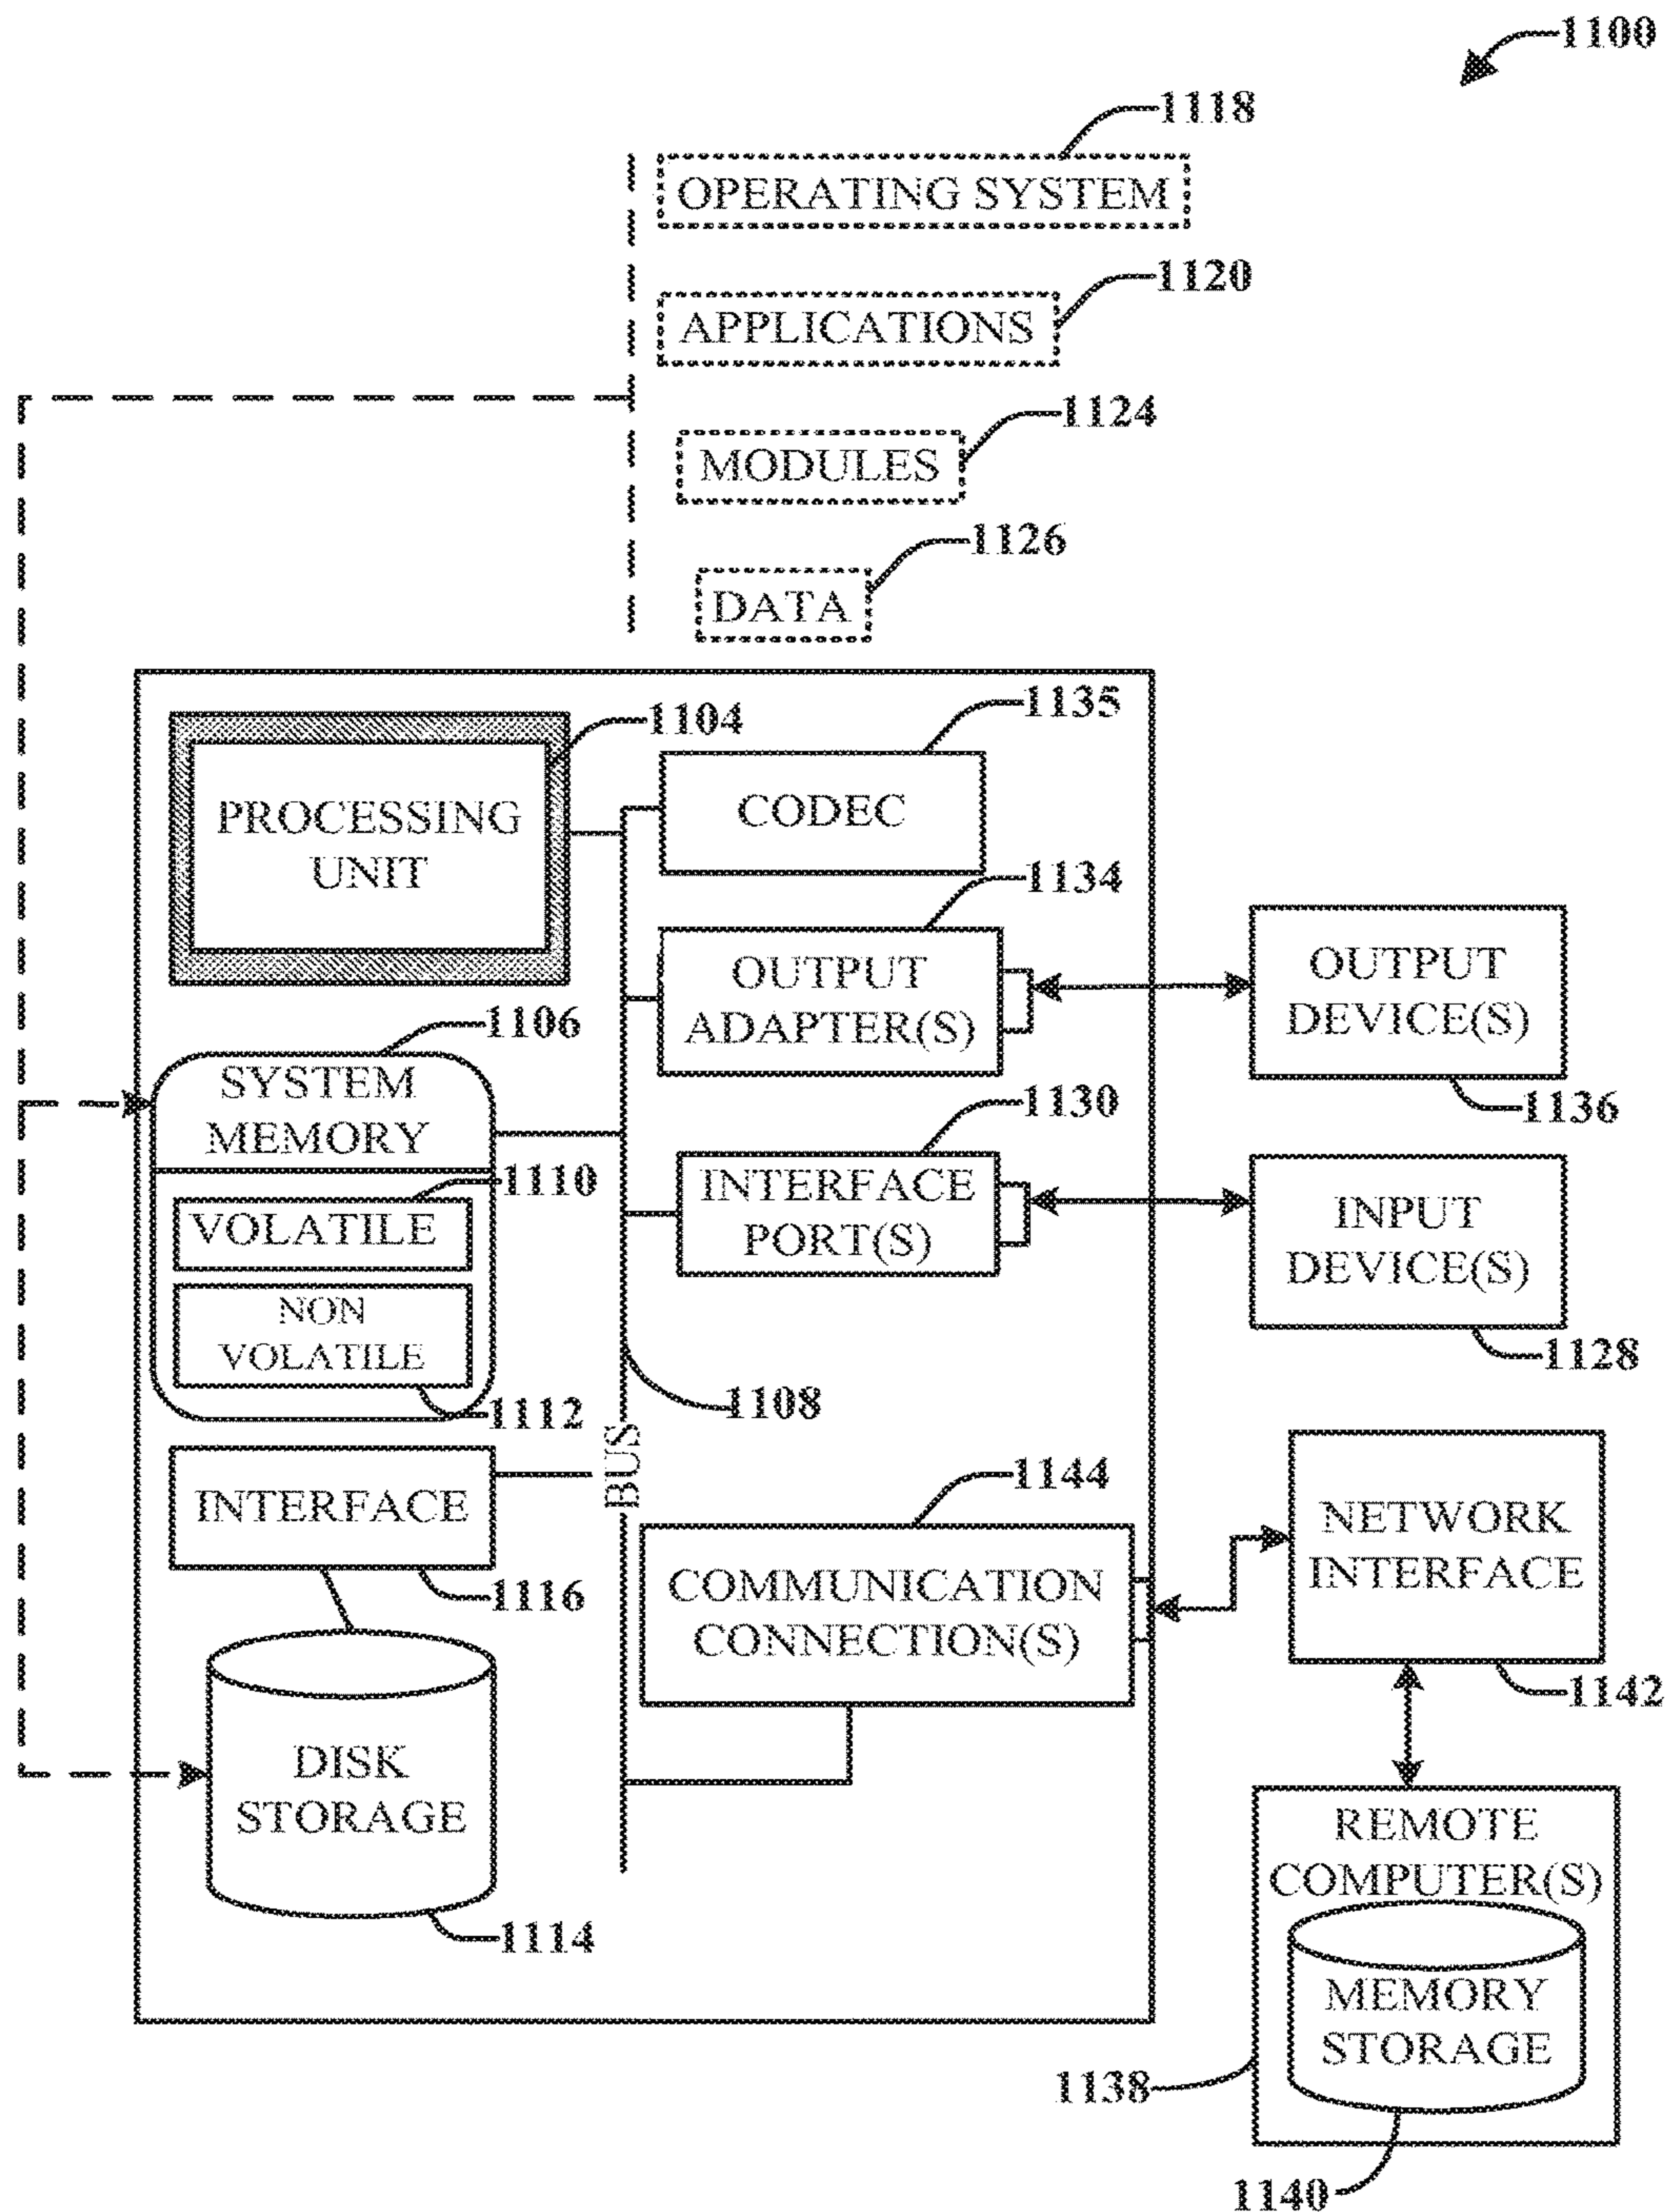 1100
1118
OPERATING SYSTEM
1120
APPLICATIONS
1124
MODULES
1126
DATA
1104
PROCESSING
UNIT
1135
CODEC
1134
OUTPUT
ADAPTER(S)
OUTPUT
DEVICE(S)
1136
1106
SYSTEM
MEMORY
1110
VOLATILE
NON
VOLATILE
1112
1130
INTERFACE
PORT(S)
INPUT
DEVICE(S)
1128
1108
BUS
INTERFACE
1116
1144
COMMUNICATION
CONNECTION(S)
NETWORK
INTERFACE
1142
DISK
STORAGE
1114
REMOTE
COMPUTER(S)
MEMORY
STORAGE
1138
1140